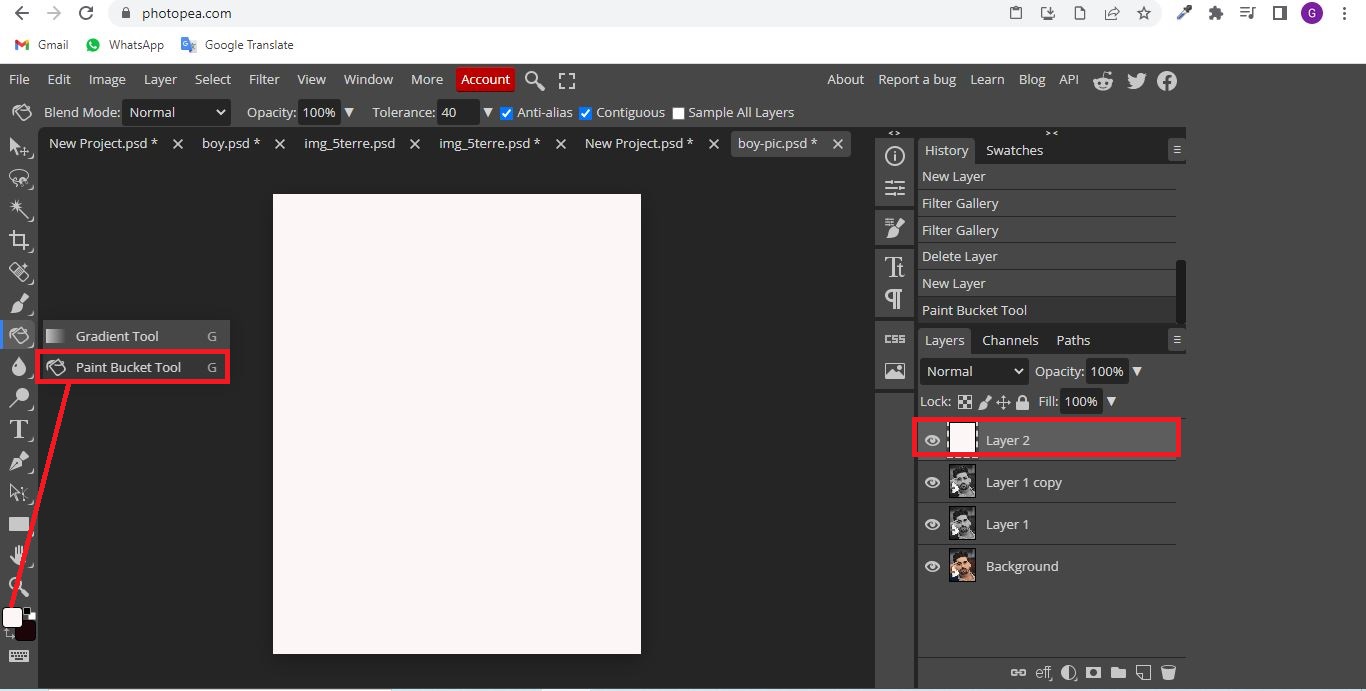 photopea.com
G
Gmail WhatsApp Google Translate
File Edit Image Layer Select Filter View Window More Account About Report a bug Learn Blog API
Blend Mode: Normal Opacity: 100% Tolerance: 40 Anti-alias Contiguous Sample All Layers
New Project.psd * boy.psd * img_5terre.psd img_5terre.psd * New Project.psd * boy-pic.psd *
< > > <
History Swatches
New Layer
Filter Gallery
Filter Gallery
Delete Layer
New Layer
Paint Bucket Tool
Gradient Tool G
Paint Bucket Tool G
T
Tt
¶
CSS
Layers Channels Paths
Normal Opacity: 100%
Lock: Fill: 100%
Layer 2
Layer 1 copy
Layer 1
Background
eff